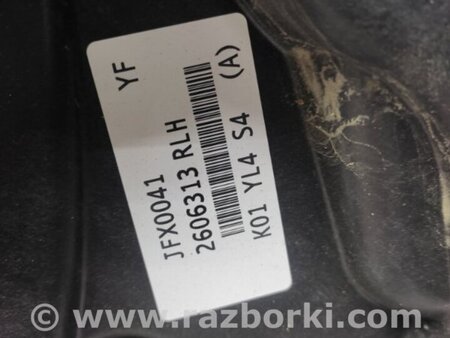 YF
JFX0041
2606313 RLH
K01 YL4 S4 (A)
© www.razborki.com